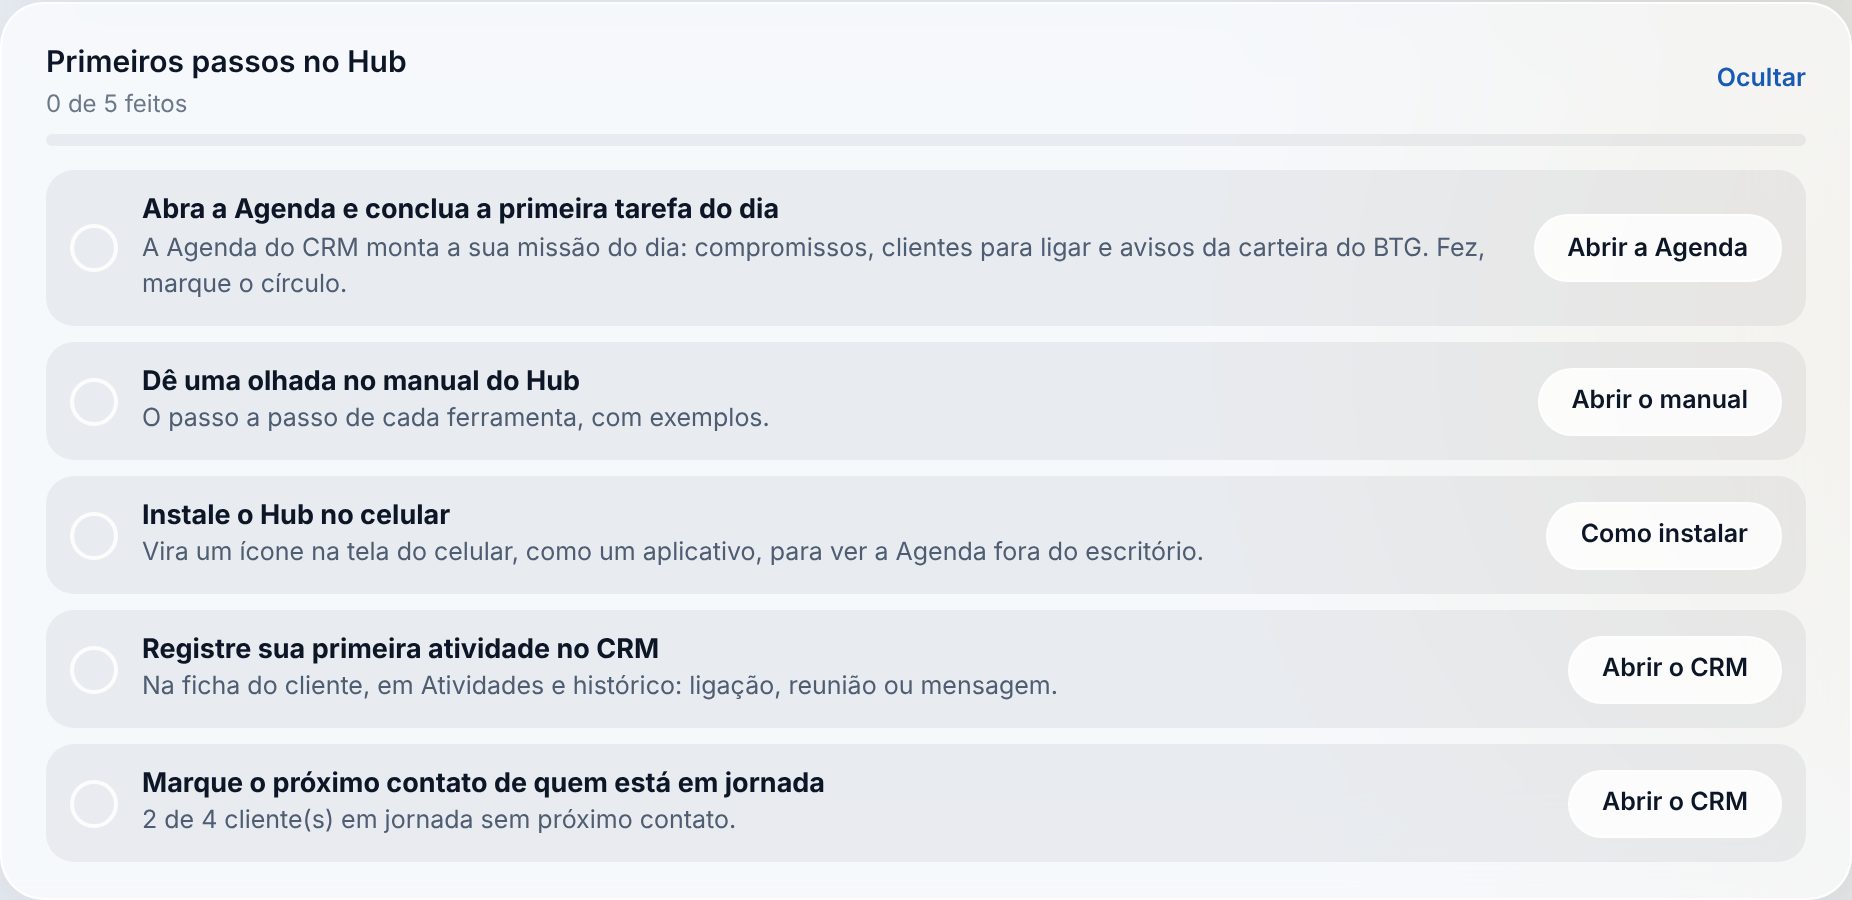 Primeiros passos no Hub
Ocultar
0 de 5 feitos
Abra a Agenda e conclua a primeira tarefa do dia
A Agenda do CRM monta a sua missão do dia: compromissos, clientes para ligar e avisos da carteira do BTG. Fez,
marque o círculo.
Abrir a Agenda
Dê uma olhada no manual do Hub
O passo a passo de cada ferramenta, com exemplos.
Abrir o manual
Instale o Hub no celular
Vira um ícone na tela do celular, como um aplicativo, para ver a Agenda fora do escritório.
Como instalar
Registre sua primeira atividade no CRM
Na ficha do cliente, em Atividades e histórico: ligação, reunião ou mensagem.
Abrir o CRM
Marque o próximo contato de quem está em jornada
2 de 4 cliente(s) em jornada sem próximo contato.
Abrir o CRM